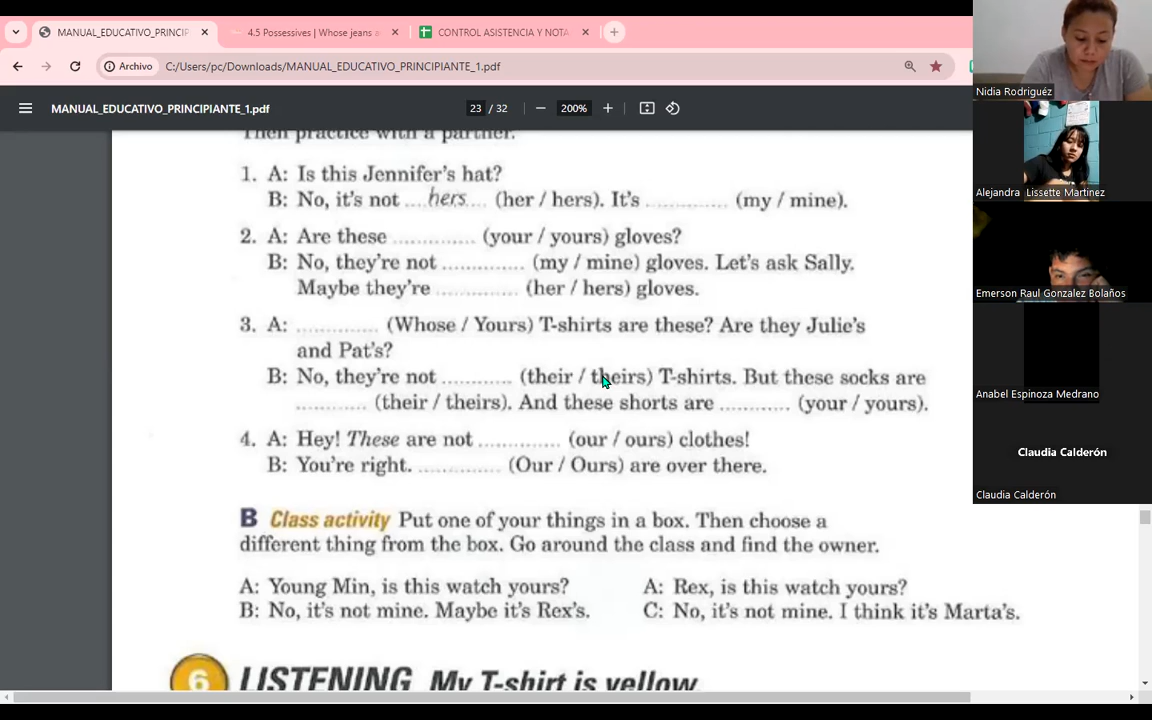 MANUAL_EDUCATIVO_PRINCIP
4.5 Possessives | Whose jeans a
CONTROL ASISTENCIA Y NOTA
Archivo
C:/Users/pc/Downloads/MANUAL_EDUCATIVO_PRINCIPIANTE_1.pdf
MANUAL_EDUCATIVO_PRINCIPIANTE_1.pdf
23 / 32
200%
Then practice with a partner.
1. A: Is this Jennifer's hat?
B: No, it's not ....hers.... (her / hers). It's .............. (my / mine).
2. A: Are these .............. (your / yours) gloves?
B: No, they're not .............. (my / mine) gloves. Let's ask Sally.
Maybe they're .............. (her / hers) gloves.
3. A: .............. (Whose / Yours) T-shirts are these? Are they Julie's
and Pat's?
B: No, they're not ............ (their / theirs) T-shirts. But these socks are
............ (their / theirs). And these shorts are ............ (your / yours).
4. A: Hey! These are not .............. (our / ours) clothes!
B: You're right. .............. (Our / Ours) are over there.
B Class activity Put one of your things in a box. Then choose a
different thing from the box. Go around the class and find the owner.
A: Young Min, is this watch yours?
B: No, it's not mine. Maybe it's Rex's.
A: Rex, is this watch yours?
C: No, it's not mine. I think it's Marta's.
6 LISTENING My T-shirt is yellow.
Nidia Rodriguéz
Alejandra Lissette Martinez
Emerson Raul Gonzalez Bolaños
Anabel Espinoza Medrano
Claudia Calderón
Claudia Calderón